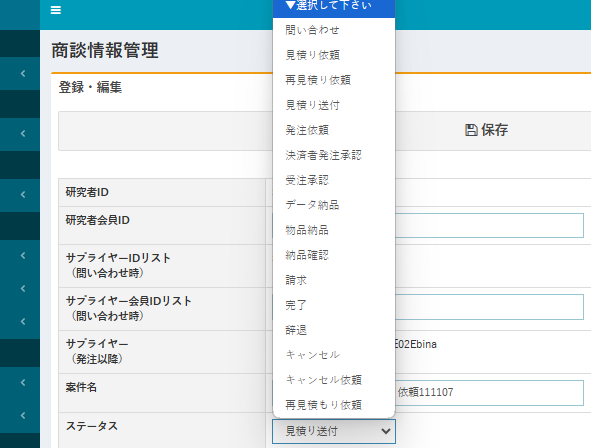 ▼選択して下さい
問い合わせ
見積り依頼
再見積り依頼
見積り送付
発注依頼
決済者発注承認
受注承認
データ納品
物品納品
納品確認
請求
完了
辞退
キャンセル
キャンセル依頼
再見積もり依頼
商談情報管理
登録・編集
保存
研究者ID
研究者会員ID
サプライヤーIDリスト
（問い合わせ時）
サプライヤー会員IDリスト
（問い合わせ時）
サプライヤー
（発注以降）
E02Ebina
案件名
依頼111107
ステータス
見積り送付